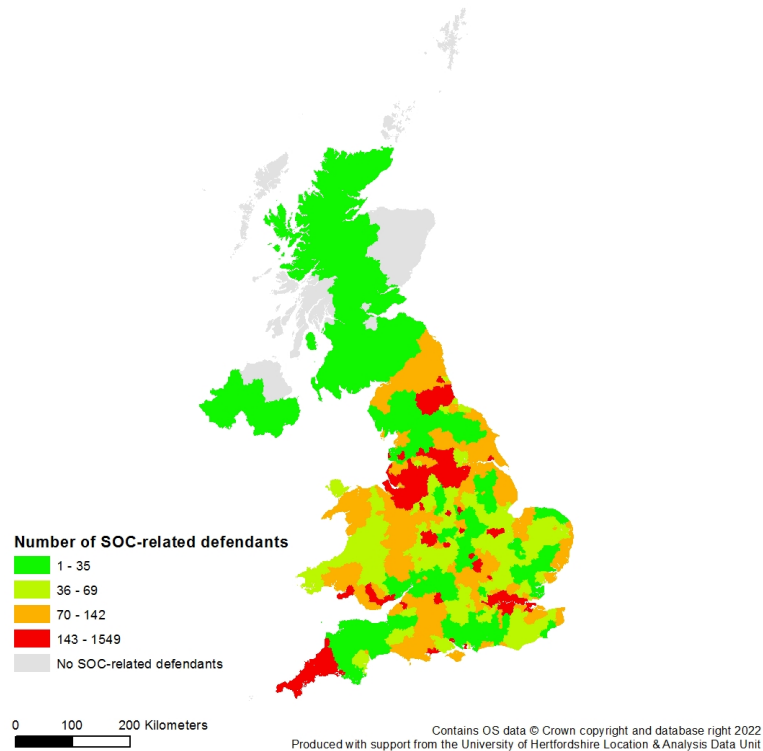 Number of SOC-related defendants
1 - 35
36 - 69
70 - 142
143 - 1549
No SOC-related defendants
0 100 200 Kilometers
Contains OS data © Crown copyright and database right 2022
Produced with support from the University of Hertfordshire Location & Analysis Data Unit